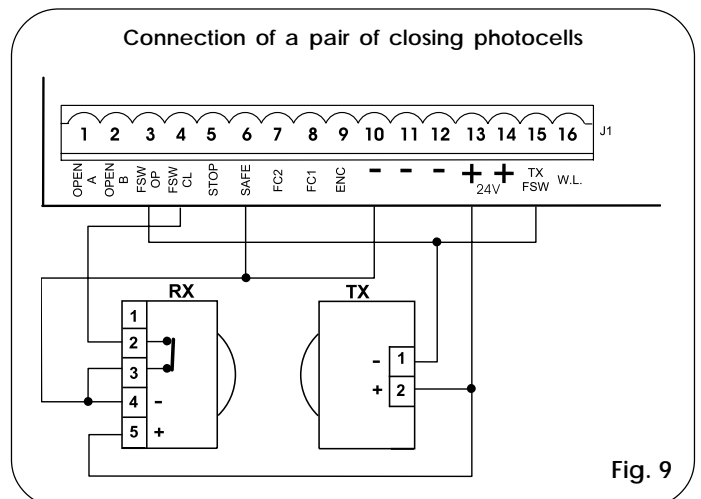 Connection of a pair of closing photocells
1 2 3 4 5 6 7 8 9 10 11 12 13 14 15 16 J1
OPEN A OPEN B FSW OP FSW CL STOP SAFE FC2 FC1 ENC - - - + + 24V TX FSW W.L.
RX TX
1
2
3
4 -
5 +
- 1
+ 2
Fig. 9